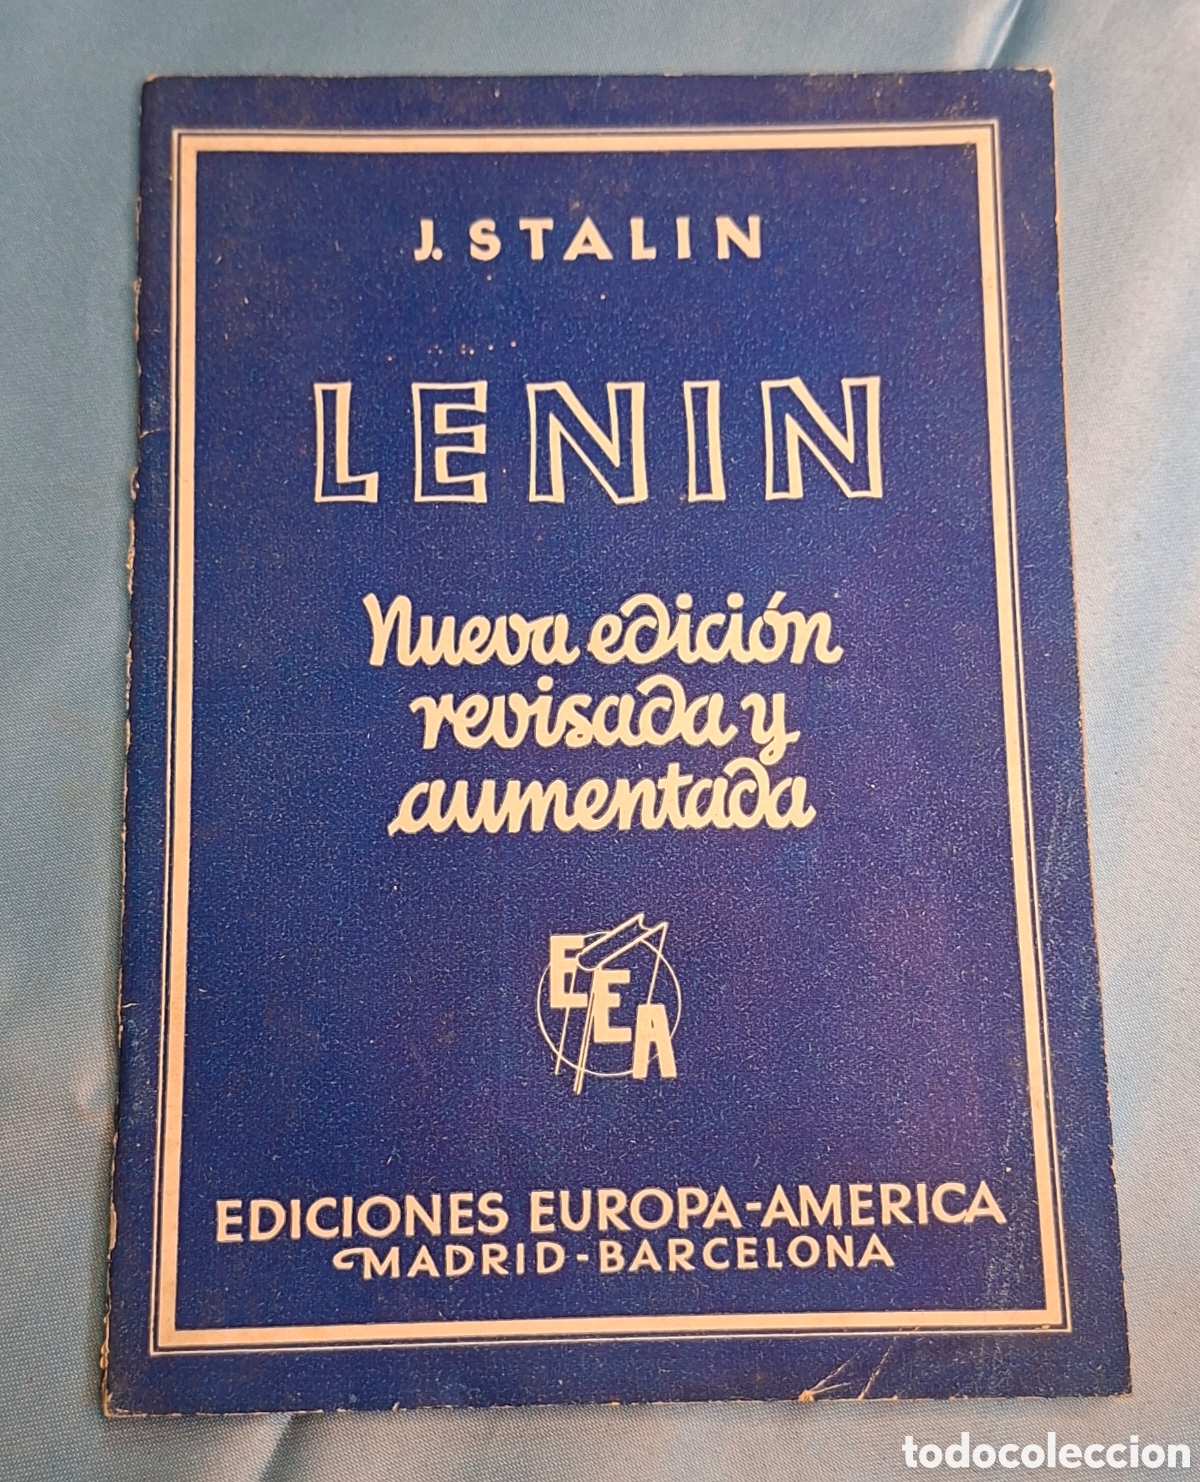 J. STALIN
LENIN
Nueva edición
revisada y
aumentada
EEA
EDICIONES EUROPA-AMERICA
MADRID-BARCELONA
todocoleccion